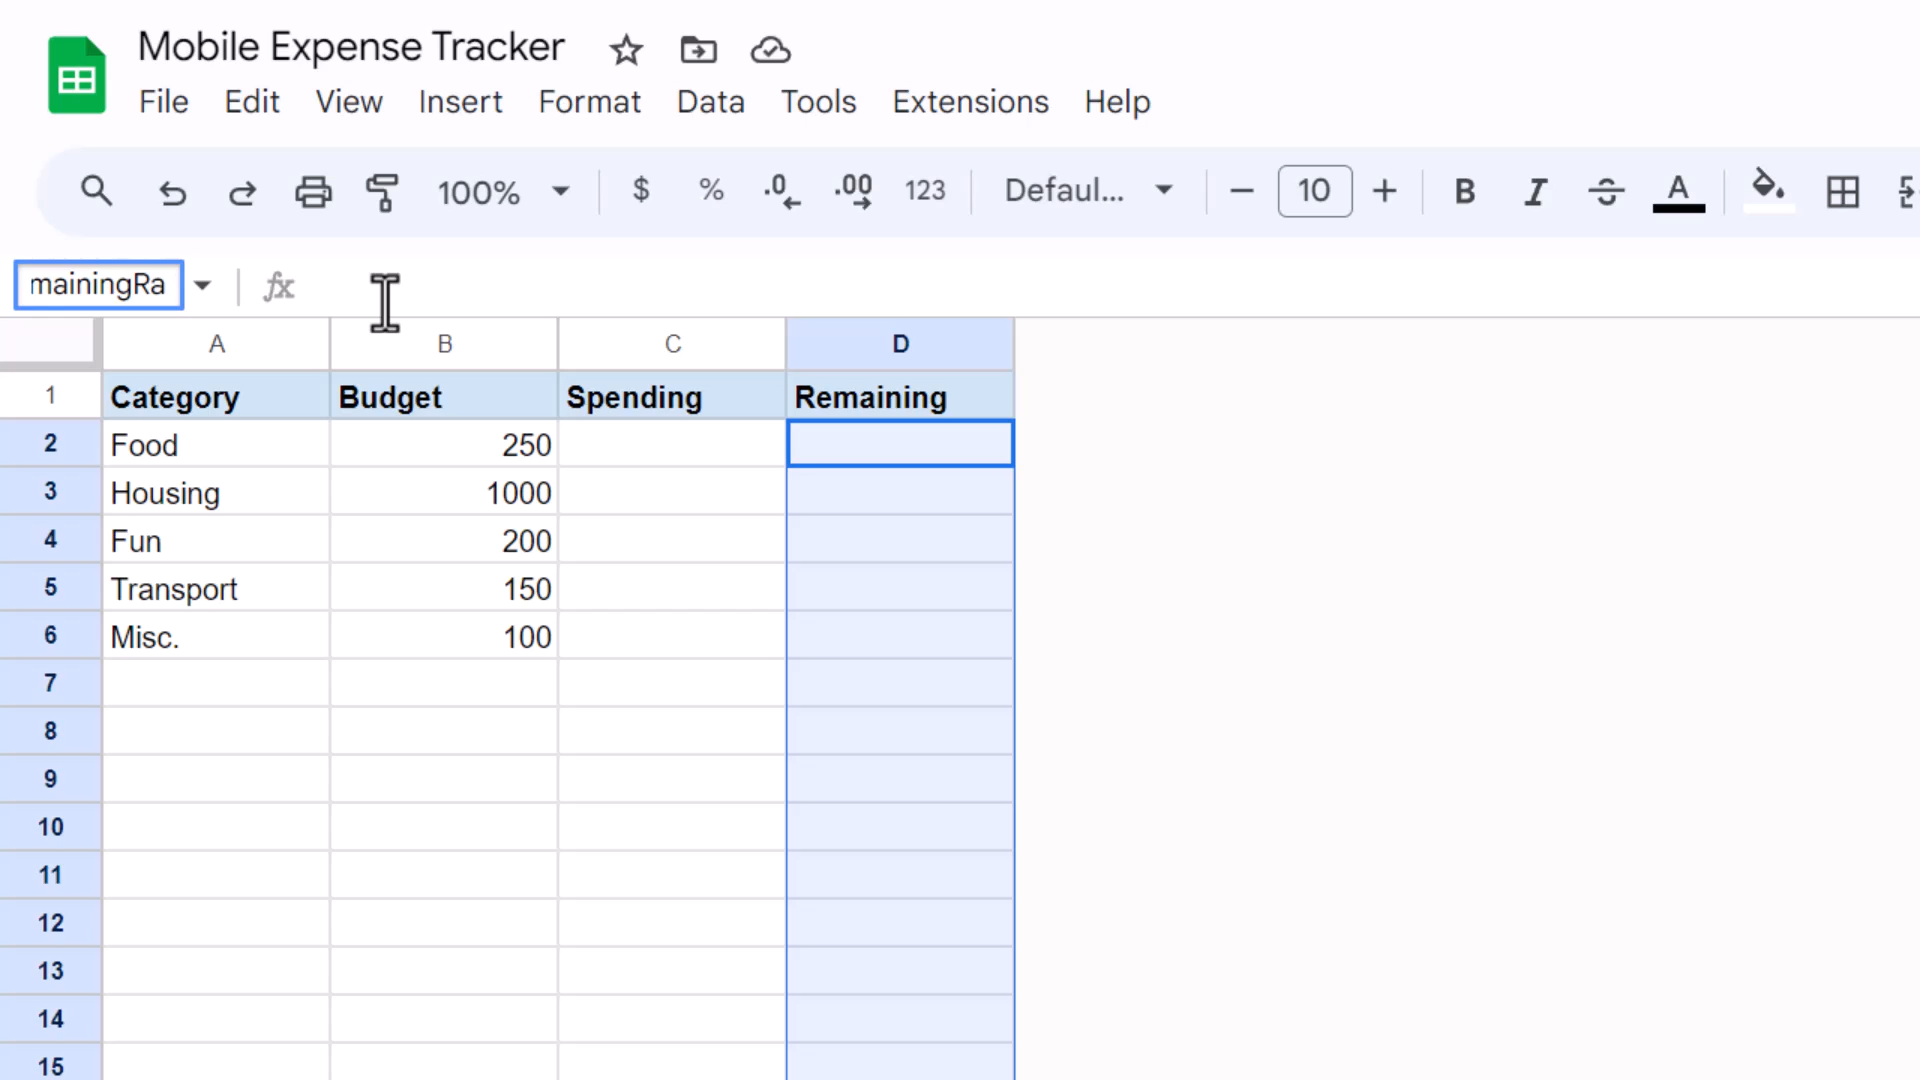 Mobile Expense Tracker
File Edit View Insert Format Data Tools Extensions Help
100% $ % .0 .00 123 Defaul... 10 B I S A
mainingRa fx
A B C D
1 Category Budget Spending Remaining
2 Food 250
3 Housing 1000
4 Fun 200
5 Transport 150
6 Misc. 100
7
8
9
10
11
12
13
14
15